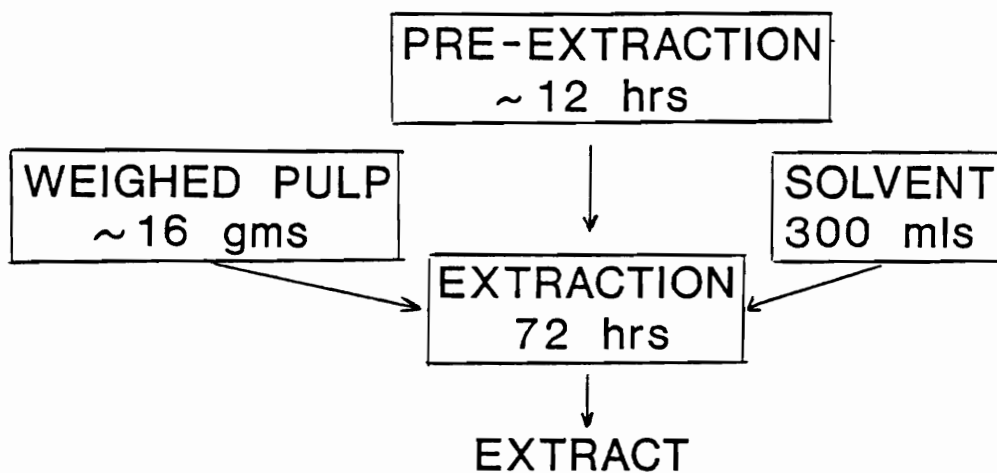 PRE-EXTRACTION
~ 12 hrs
WEIGHED PULP
~ 16 gms
SOLVENT
300 mls
EXTRACTION
72 hrs
EXTRACT